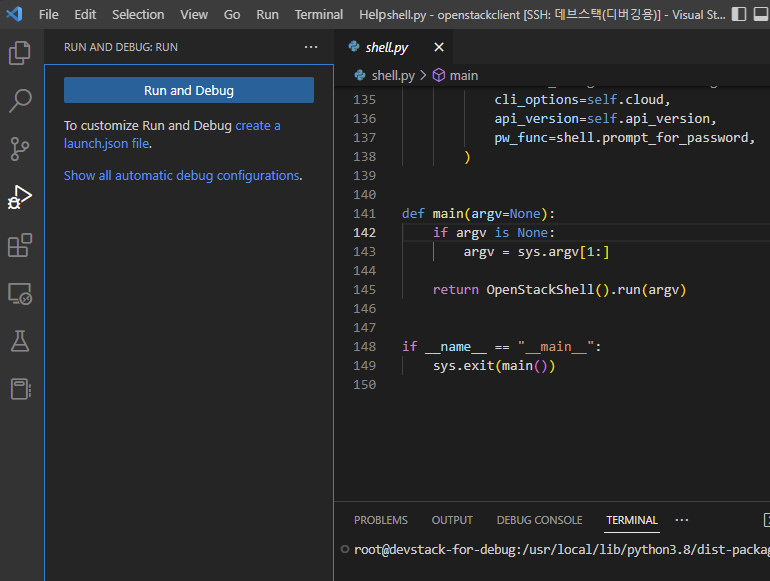 File Edit Selection View Go Run Terminal Help
shell.py - openstackclient [SSH: 데브스택(디버깅용)] - Visual St...
RUN AND DEBUG: RUN ...
Run and Debug
To customize Run and Debug create a
launch.json file.
Show all automatic debug configurations.
shell.py
shell.py > main
135 cli_options=self.cloud,
136 api_version=self.api_version,
137 pw_func=shell.prompt_for_password,
138 )
139
140
141 def main(argv=None):
142 if argv is None:
143 argv = sys.argv[1:]
144
145 return OpenStackShell().run(argv)
146
147
148 if __name__ == "__main__":
149 sys.exit(main())
150
PROBLEMS OUTPUT DEBUG CONSOLE TERMINAL ...
root@devstack-for-debug:/usr/local/lib/python3.8/dist-packag